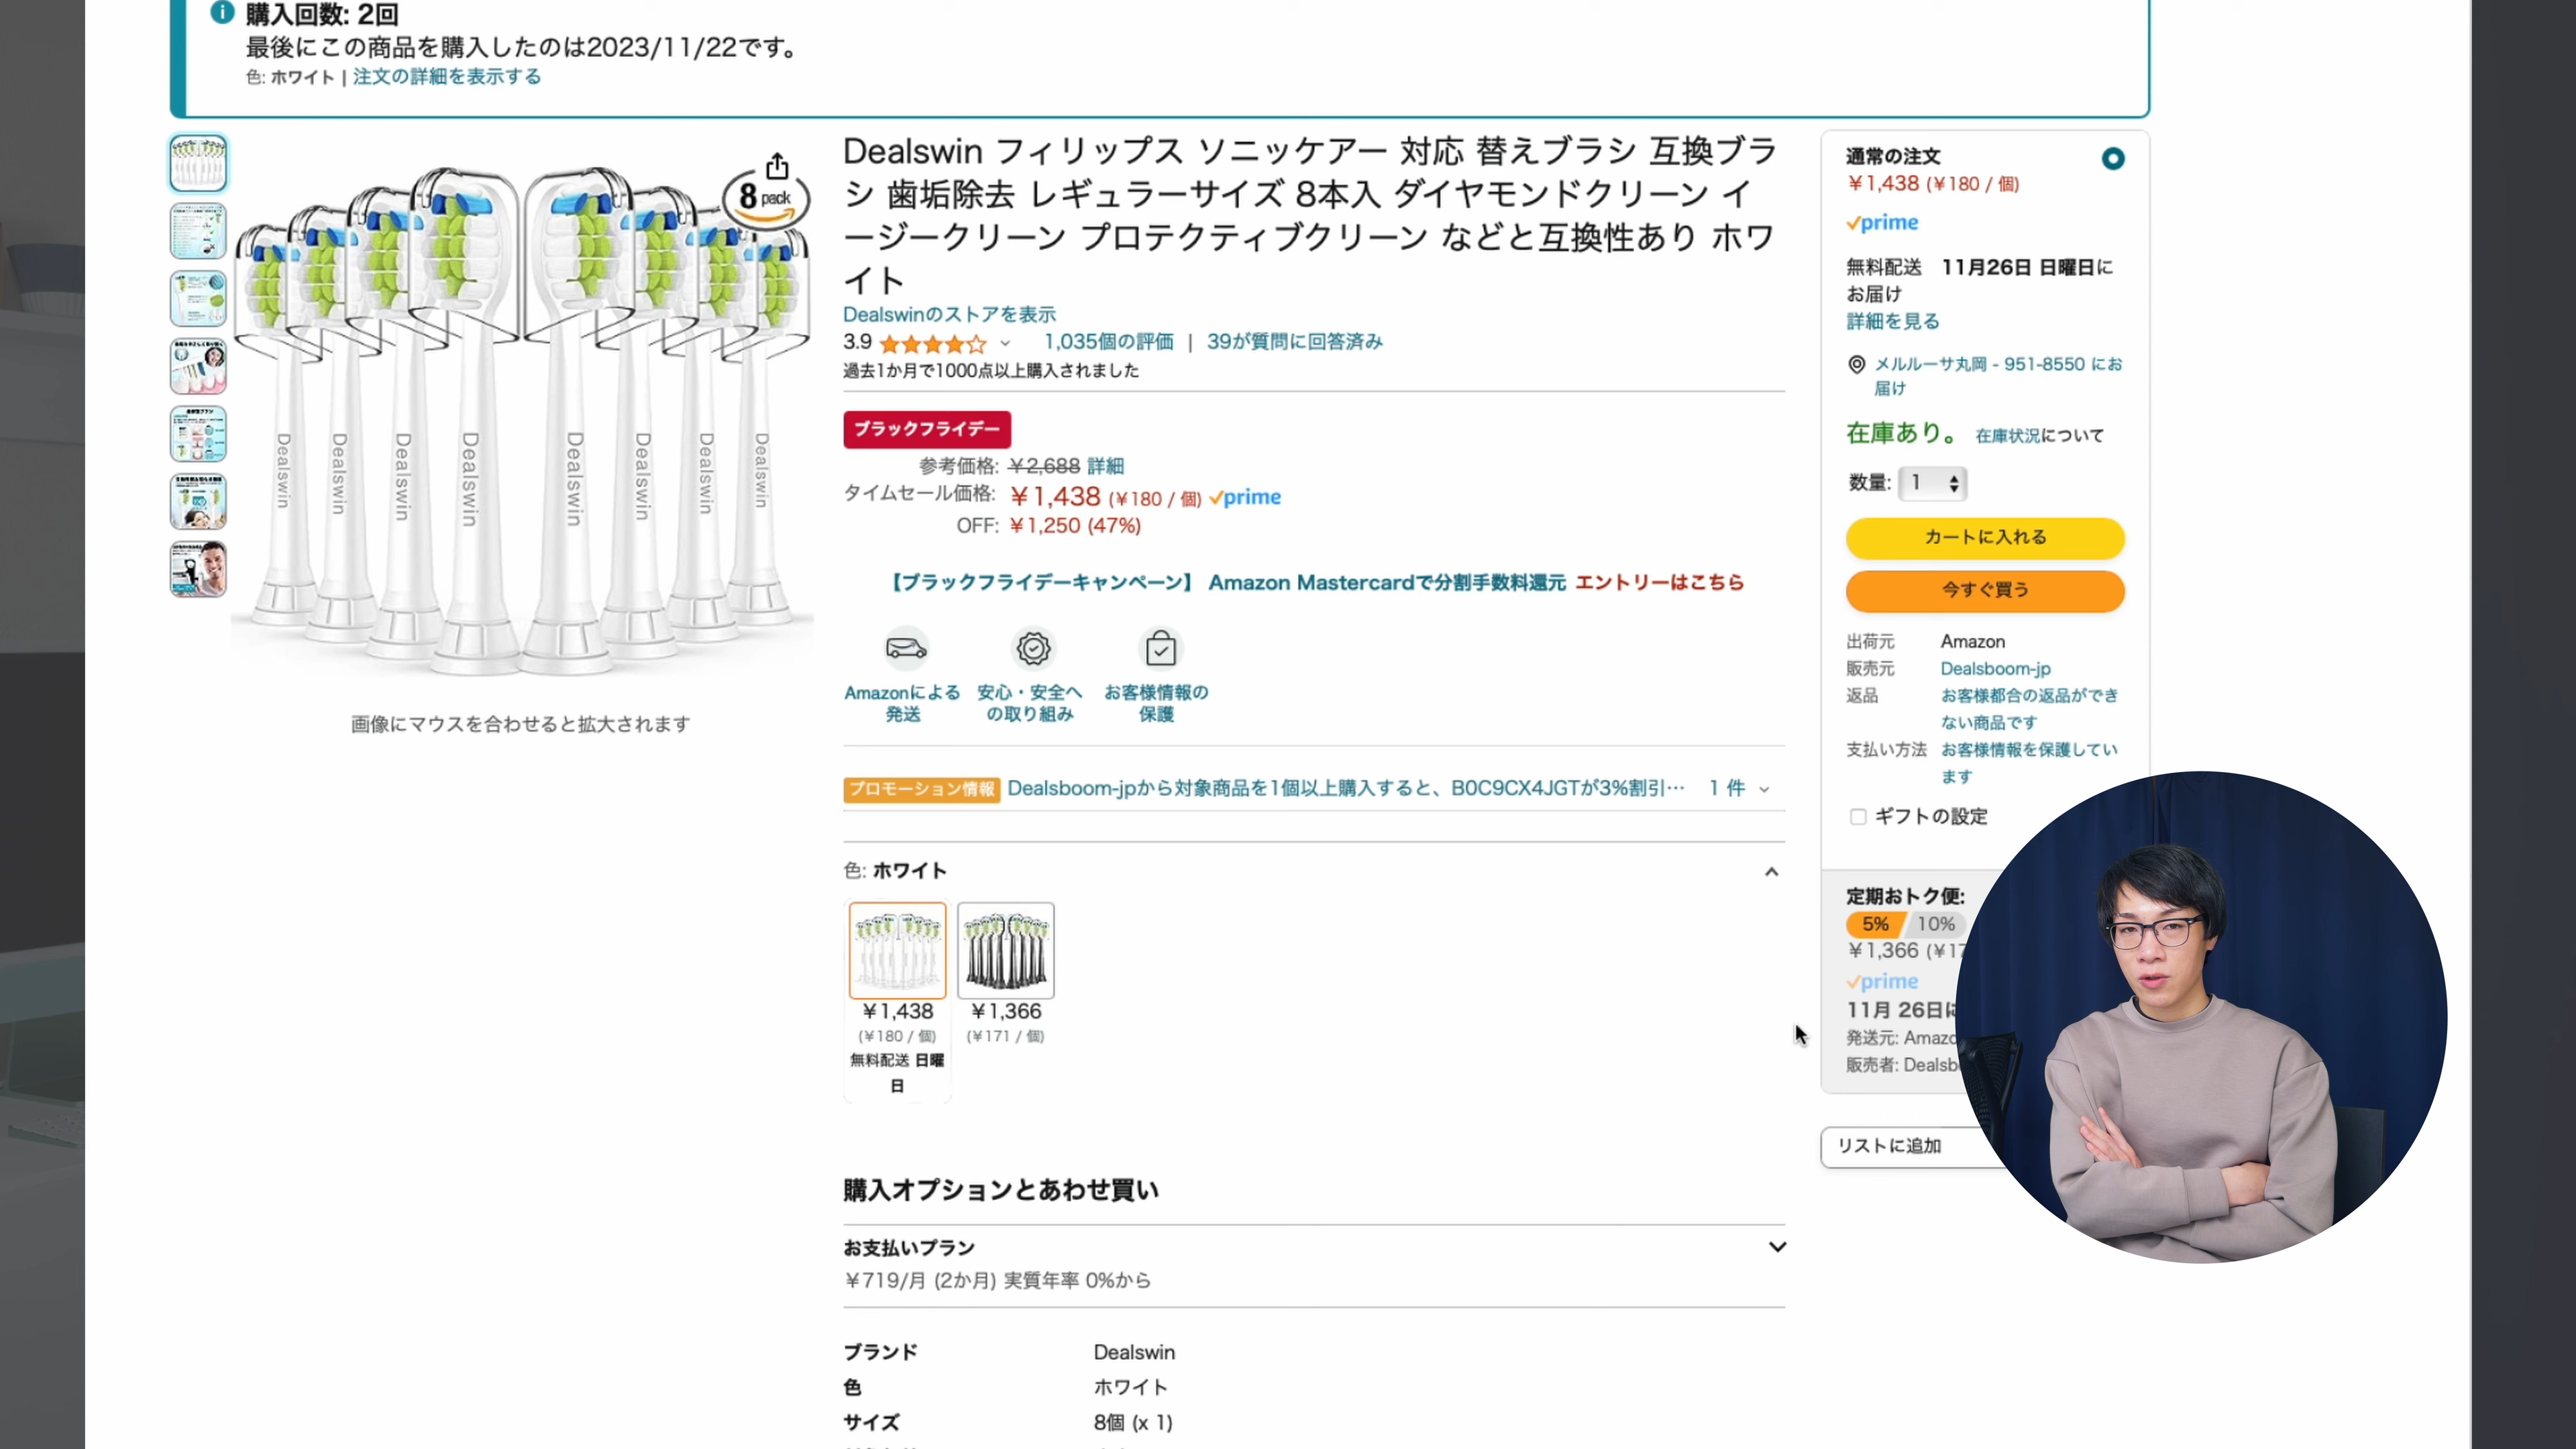 購入回数: 2回
最後にこの商品を購入したのは2023/11/22です。
色: ホワイト | 注文の詳細を表示する
8 pack
Dealswin
Dealswin
Dealswin
Dealswin
Dealswin
Dealswin
Dealswin
Dealswin
画像にマウスを合わせると拡大されます
Dealswin フィリップス ソニッケアー 対応 替えブラシ 互換ブラ
シ 歯垢除去 レギュラーサイズ 8本入 ダイヤモンドクリーン イ
ージークリーン プロテクティブクリーン などと互換性あり ホワ
イト
Dealswinのストアを表示
3.9 1,035個の評価 | 39が質問に回答済み
過去1か月で1000点以上購入されました
ブラックフライデー
参考価格: ￥2,688 詳細
タイムセール価格: ￥1,438 (￥180 / 個) prime
OFF: ￥1,250 (47%)
【ブラックフライデーキャンペーン】 Amazon Mastercardで分割手数料還元 エントリーはこちら
Amazonによる
発送
安心・安全へ
の取り組み
お客様情報の
保護
プロモーション情報 Dealsboom-jpから対象商品を1個以上購入すると、B0C9CX4JGTが3%割引… 1 件
色: ホワイト
￥1,438
(￥180 / 個)
無料配送 日曜
日
￥1,366
(￥171 / 個)
購入オプションとあわせ買い
お支払いプラン
￥719/月 (2か月) 実質年率 0%から
ブランド Dealswin
色 ホワイト
サイズ 8個 (x 1)
通常の注文
￥1,438 (￥180 / 個)
prime
無料配送 11月26日 日曜日に
お届け
詳細を見る
メルルーサ丸岡 - 951-8550 にお
届け
在庫あり。 在庫状況について
数量: 1
カートに入れる
今すぐ買う
出荷元 Amazon
販売元 Dealsboom-jp
返品 お客様都合の返品ができ
ない商品です
支払い方法 お客様情報を保護してい
ます
ギフトの設定
定期おトク便:
5% 10%
￥1,366 (￥17
prime
11月 26日に
発送元: Amazo
販売者: Dealsb
リストに追加